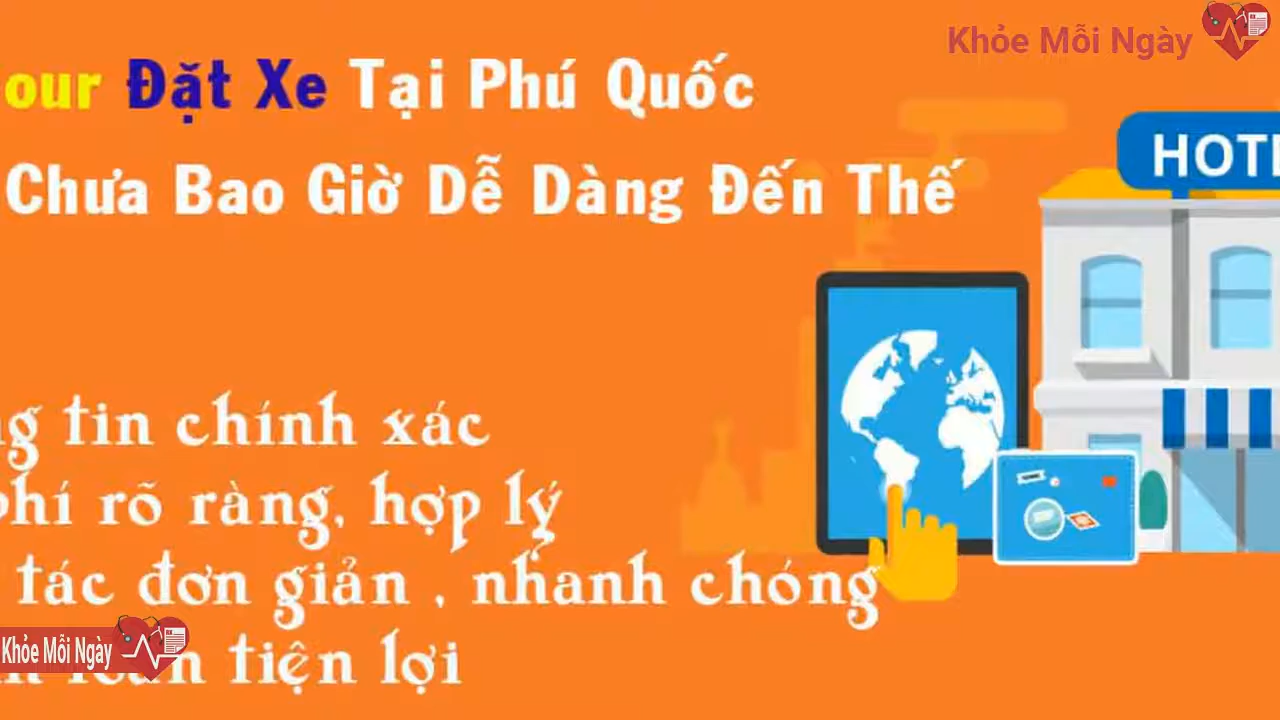 Khỏe Mỗi Ngày
our Đặt Xe Tại Phú Quốc
Chưa Bao Giờ Dễ Dàng Đến Thế
HOT
tin chính xác
phí rõ ràng, hợp lý
tác đơn giản , nhanh chóng
Khỏe Mỗi Ngày
tiện lợi